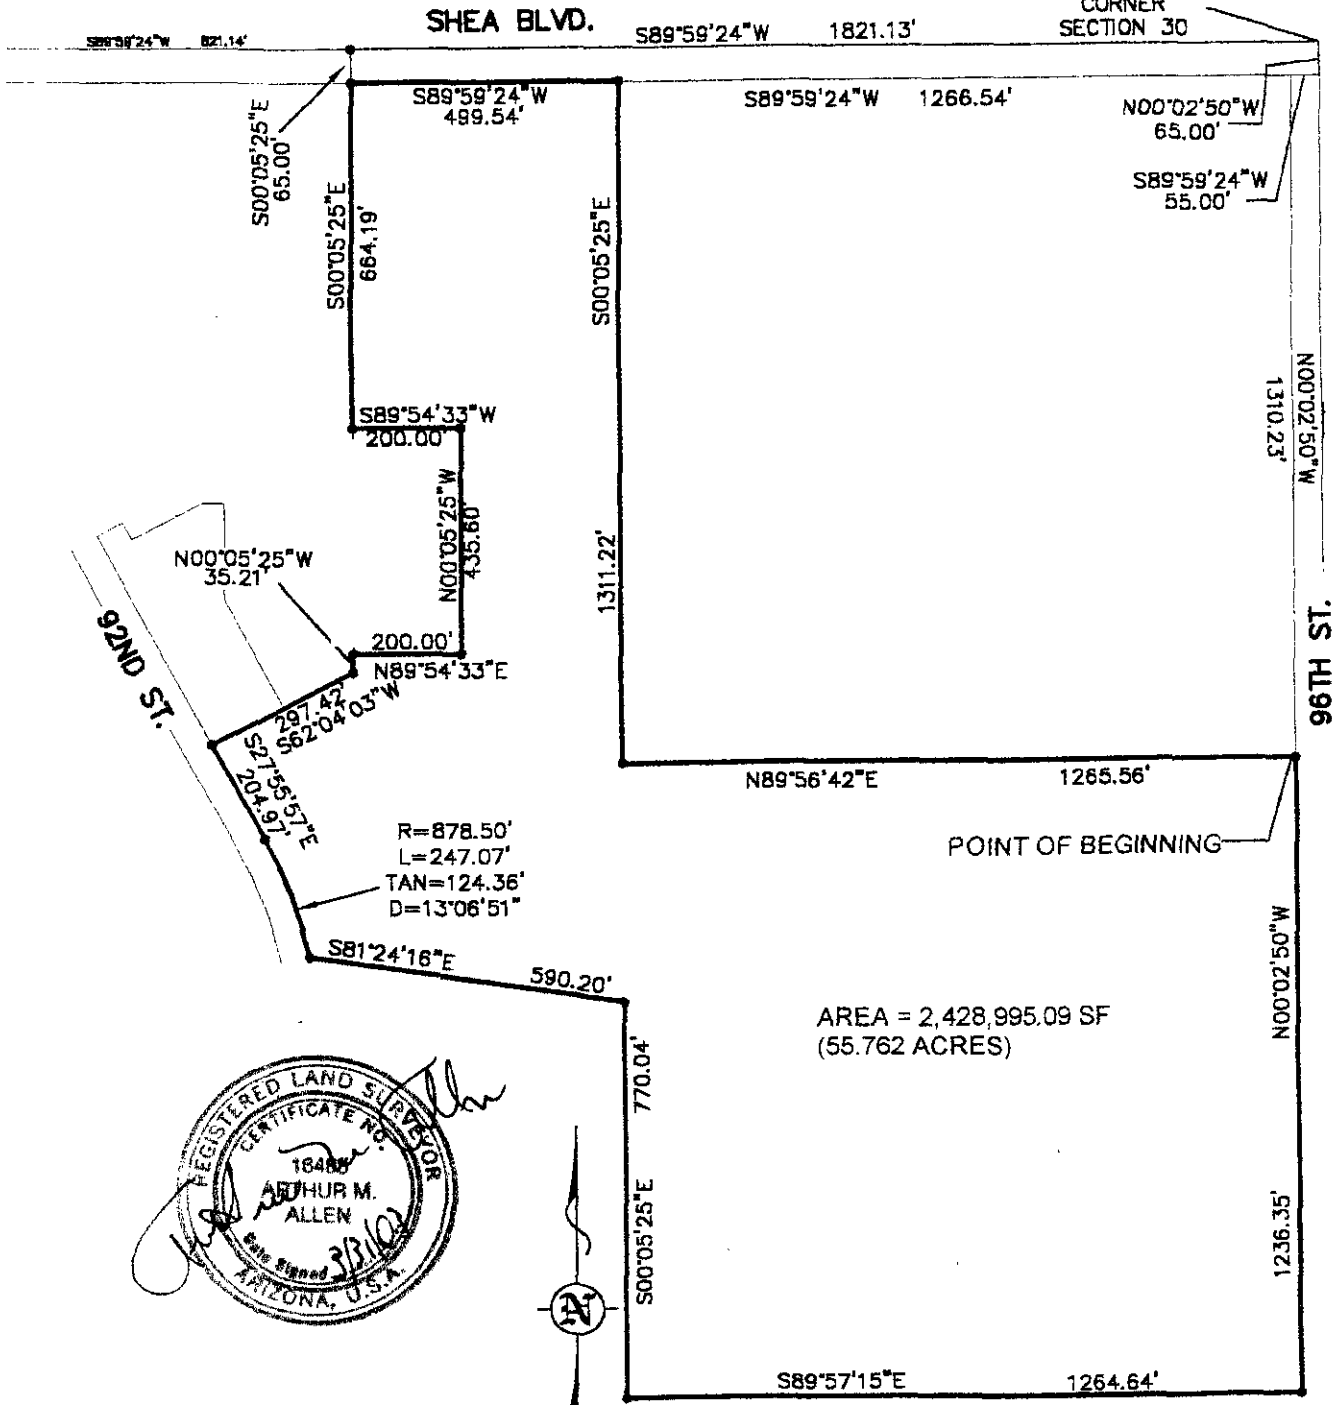 CORNER
SECTION 30
SHEA BLVD.
S89°59'24"W 821.14'
S89°59'24"W 1821.13'
S89°59'24"W
499.54'
S89°59'24"W 1266.54'
N00°02'50"W
65.00'
S89°59'24"W
55.00'
S00°05'25"E
65.00'
S00°05'25"E
664.19'
S00°05'25"E
1311.22'
N00°02'50"W
1310.23'
S89°54'33"W
200.00'
N00°05'25"W
435.60'
N00°05'25"W
35.21'
200.00'
N89°54'33"E
92ND ST.
297.42'
S62°04'03"W
96TH ST.
S27°55'57"E
204.97'
N89°56'42"E 1265.56'
POINT OF BEGINNING
R=878.50'
L=247.07'
TAN=124.36'
D=13°06'51"
S81°24'16"E 590.20'
AREA = 2,428,995.09 SF
(55.762 ACRES)
N00°02'50"W
1236.35'
770.04'
S00°05'25"E
REGISTERED LAND SURVEYOR
CERTIFICATE NO.
ARTHUR M.
ALLEN
Date Signed 3/31/03
ARIZONA, U.S.A.
N
S89°57'15"E 1264.64'